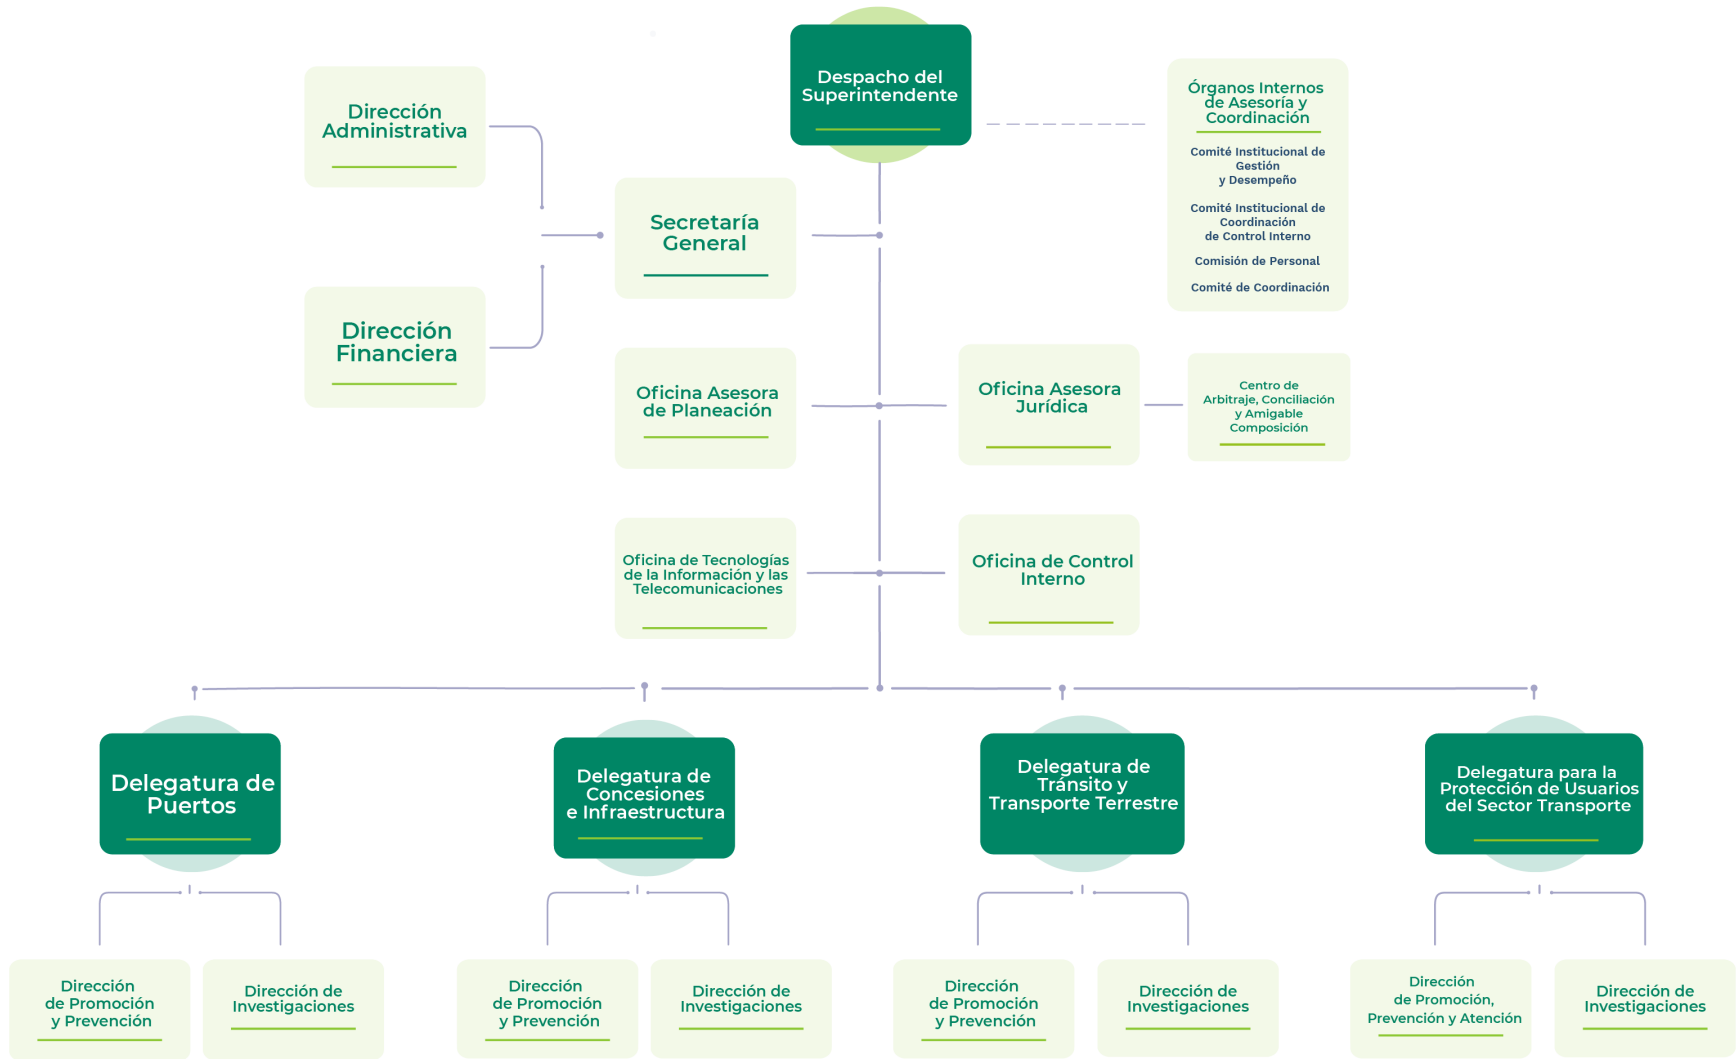 Despacho del
Superintendente
Órganos Internos
de Asesoría y
Coordinación
Comité Institucional de
Gestión
y Desempeño
Comité Institucional de
Coordinación
de Control Interno
Comisión de Personal
Comité de Coordinación
Dirección
Administrativa
Secretaría
General
Dirección
Financiera
Oficina Asesora
de Planeación
Oficina Asesora
Jurídica
Centro de
Arbitraje, Conciliación
y Amigable
Composición
Oficina de Tecnologías
de la Información y las
Telecomunicaciones
Oficina de Control
Interno
Delegatura de
Puertos
Delegatura de
Concesiones
e Infraestructura
Delegatura de
Tránsito y
Transporte Terrestre
Delegatura para la
Protección de Usuarios
del Sector Transporte
Dirección
de Promoción
y Prevención
Dirección de
Investigaciones
Dirección
de Promoción
y Prevención
Dirección de
Investigaciones
Dirección
de Promoción
y Prevención
Dirección de
Investigaciones
Dirección
de Promoción,
Prevención y Atención
Dirección de
Investigaciones